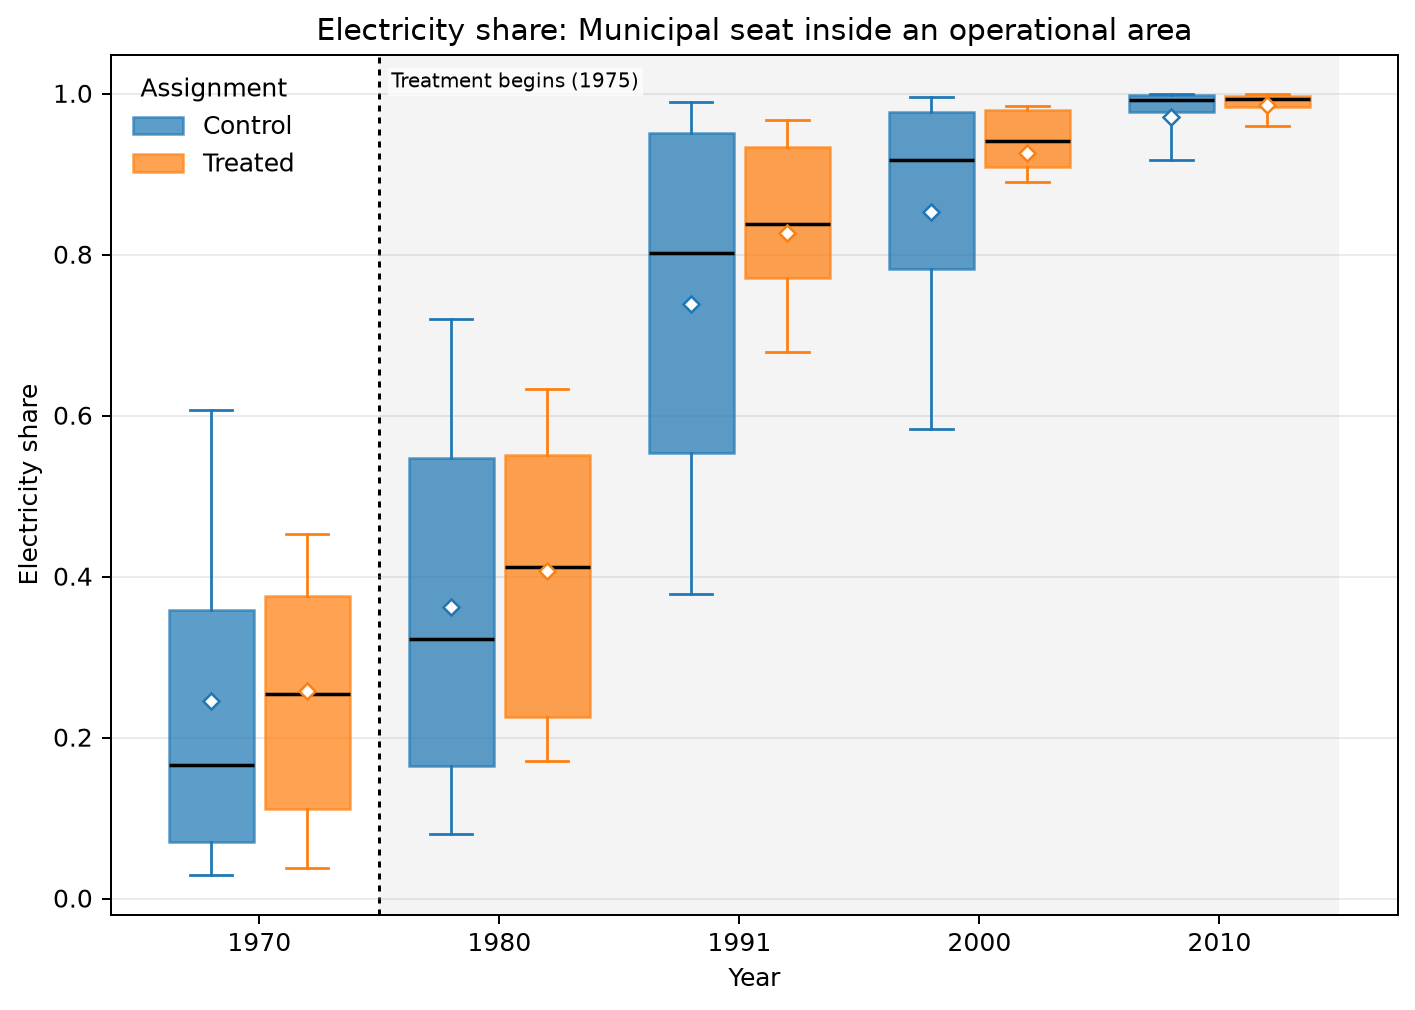 Electricity share: Municipal seat inside an operational area
Treatment begins (1975)
Assignment
Control
Treated
1.0
0.8
0.6
0.4
0.2
0.0
Electricity share
1970 1980 1991 2000 2010
Year